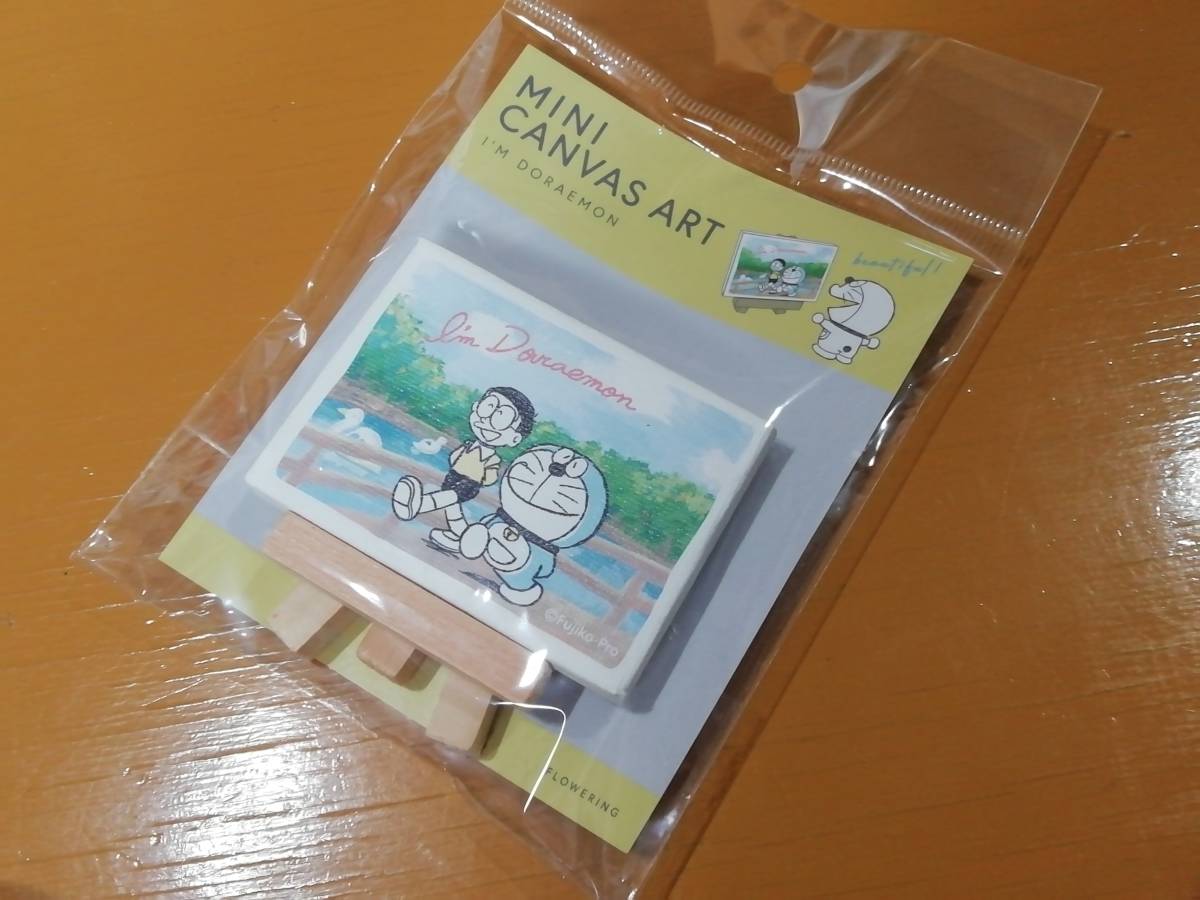 MINI
CANVAS ART
I'M DORAEMON
beautiful!
I'm Doraemon
©Fujiko-Pro
FLOWERING